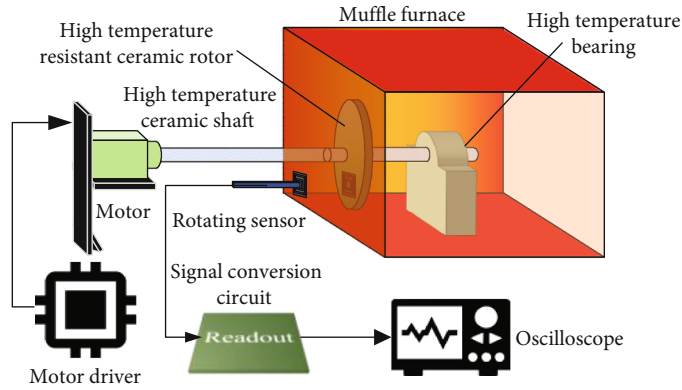 Muffle furnace
High temperature
bearing
High temperature
resistant ceramic rotor
High temperature
ceramic shaft
Motor
Rotating sensor
Signal conversion
circuit
Readout
Oscilloscope
Motor driver